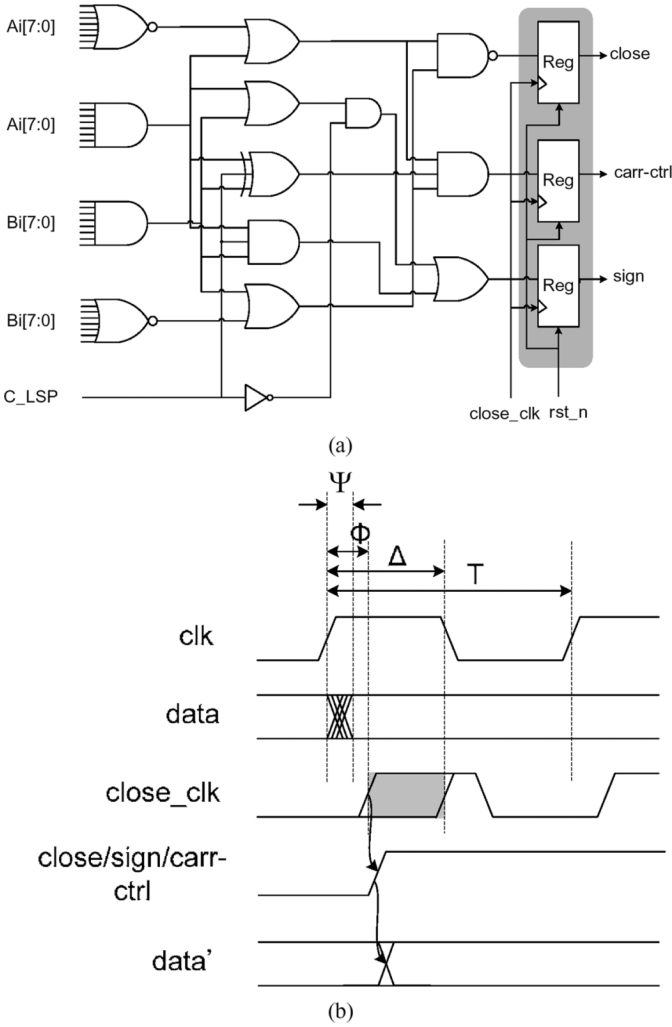 Ai[7:0]
Ai[7:0]
Bi[7:0]
Bi[7:0]
C_LSP
Reg
close
Reg
carr-ctrl
Reg
sign
close_clk rst_n
(a)
Ψ
Φ
Δ
T
clk
data
close_clk
close/sign/carr-
ctrl
data'
(b)